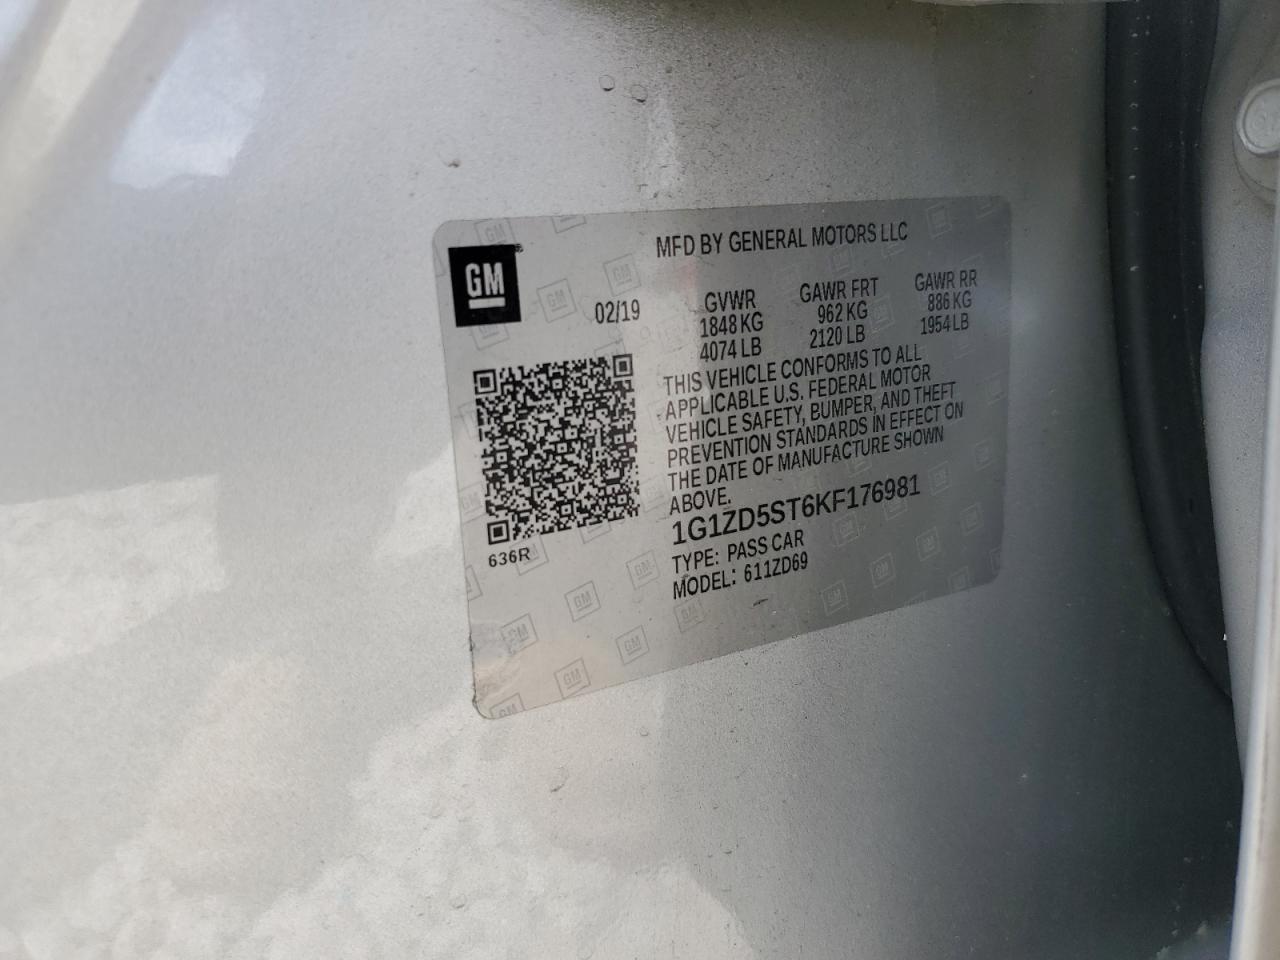 GM
MFD BY GENERAL MOTORS LLC
02/19
GVWR GAWR FRT GAWR RR
1848 KG 962 KG 886 KG
4074 LB 2120 LB 1954 LB
THIS VEHICLE CONFORMS TO ALL
APPLICABLE U.S. FEDERAL MOTOR
VEHICLE SAFETY, BUMPER, AND THEFT
PREVENTION STANDARDS IN EFFECT ON
THE DATE OF MANUFACTURE SHOWN
ABOVE.
1G1ZD5ST6KF176981
TYPE: PASS CAR
MODEL: 611ZD69
636R